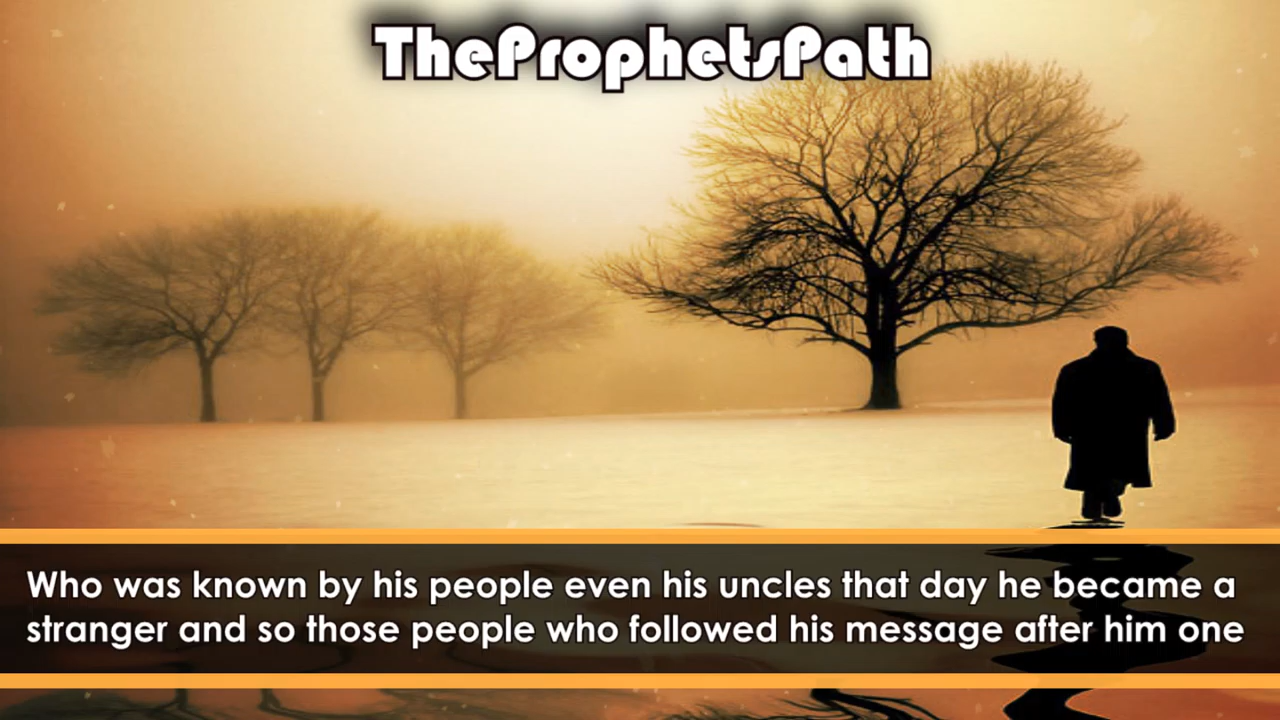 TheProphetsPath
Who was known by his people even his uncles that day he became a
stranger and so those people who followed his message after him one